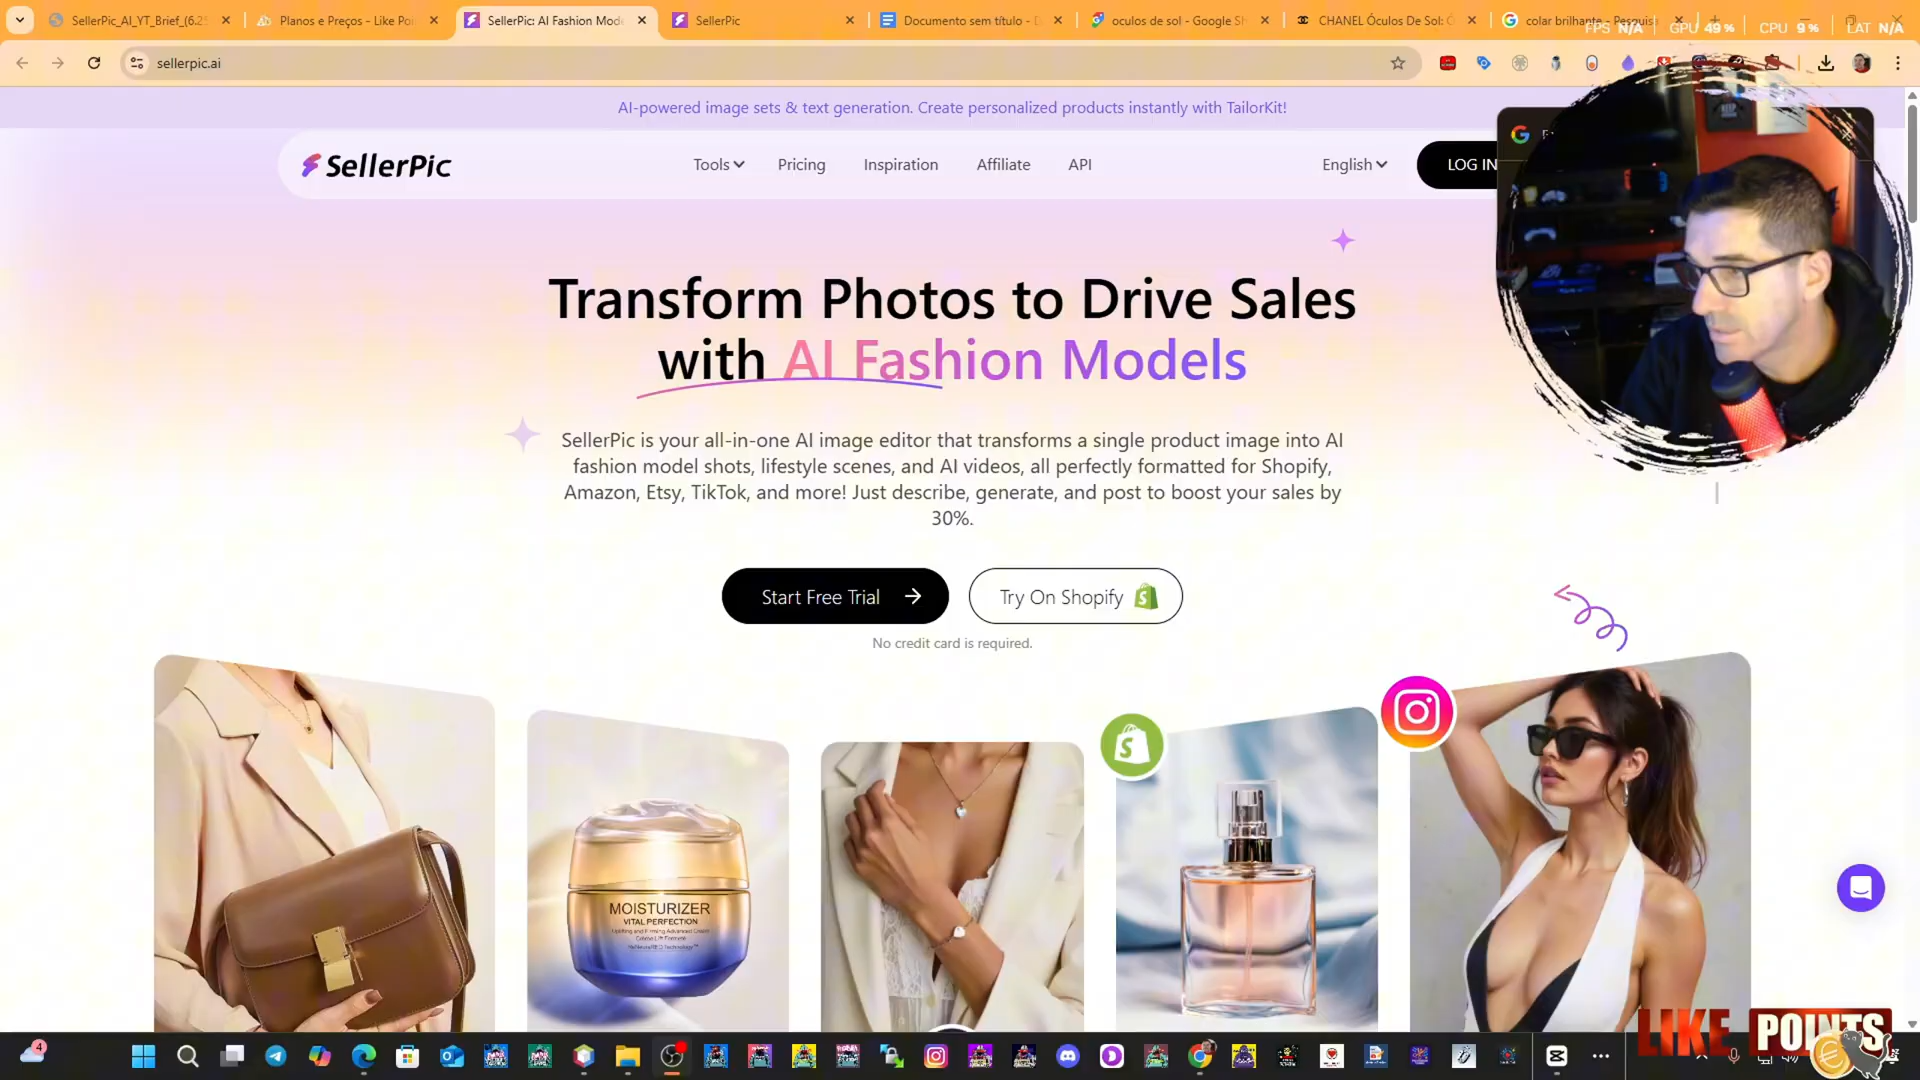 SellerPic_AI_YT_Brief_(6.25
Planos e Preços - Like Poi
SellerPic: AI Fashion Mode
SellerPic
Documento sem título - D
oculos de sol - Google Sh
CHANEL Óculos De Sol: Ó
colar brilhante - Pesquis
FPS N/A GPU 49 % CPU 9 % LAT N/A
sellerpic.ai
AI-powered image sets & text generation. Create personalized products instantly with TailorKit!
SellerPic
Tools
Pricing
Inspiration
Affiliate
API
English
LOG IN
Transform Photos to Drive Sales
with AI Fashion Models
SellerPic is your all-in-one AI image editor that transforms a single product image into AI
fashion model shots, lifestyle scenes, and AI videos, all perfectly formatted for Shopify,
Amazon, Etsy, TikTok, and more! Just describe, generate, and post to boost your sales by
30%.
Start Free Trial
Try On Shopify
No credit card is required.
MOISTURIZER
VITAL PERFECTION
LIKE POINTS
4